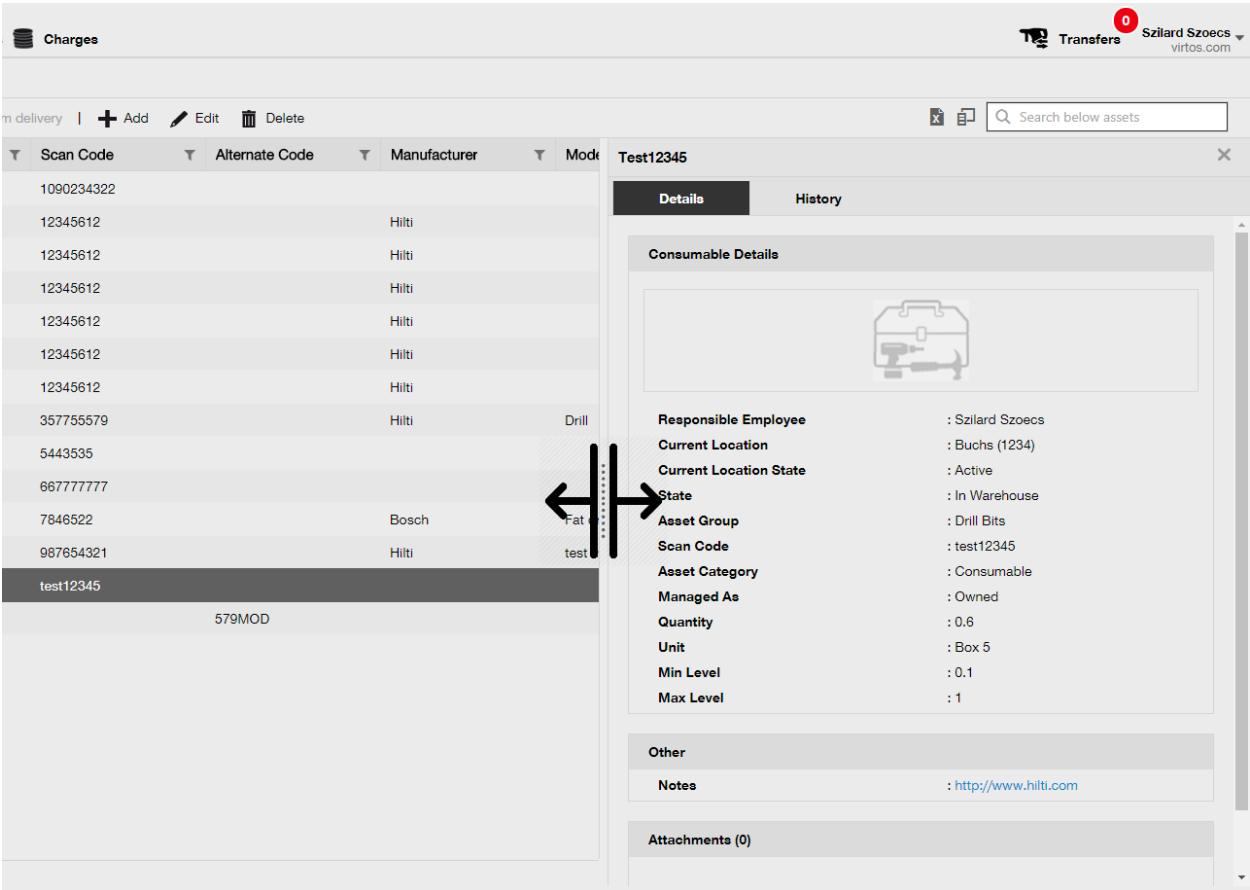 Charges
Transfers 0 Szilard Szoecs
virtos.com
m delivery | Add Edit Delete Search below assets
Scan Code Alternate Code Manufacturer Mode
Test12345
Details History
1090234322
12345612 Hilti
12345612 Hilti
12345612 Hilti
12345612 Hilti
12345612 Hilti
12345612 Hilti
357755579 Hilti Drill
5443535
667777777
7846522 Bosch Fat
987654321 Hilti test
test12345
579MOD
Consumable Details
Responsible Employee : Szilard Szoecs
Current Location : Buchs (1234)
Current Location State : Active
State : In Warehouse
Asset Group : Drill Bits
Scan Code : test12345
Asset Category : Consumable
Managed As : Owned
Quantity : 0.6
Unit : Box 5
Min Level : 0.1
Max Level : 1
Other
Notes : http://www.hilti.com
Attachments (0)